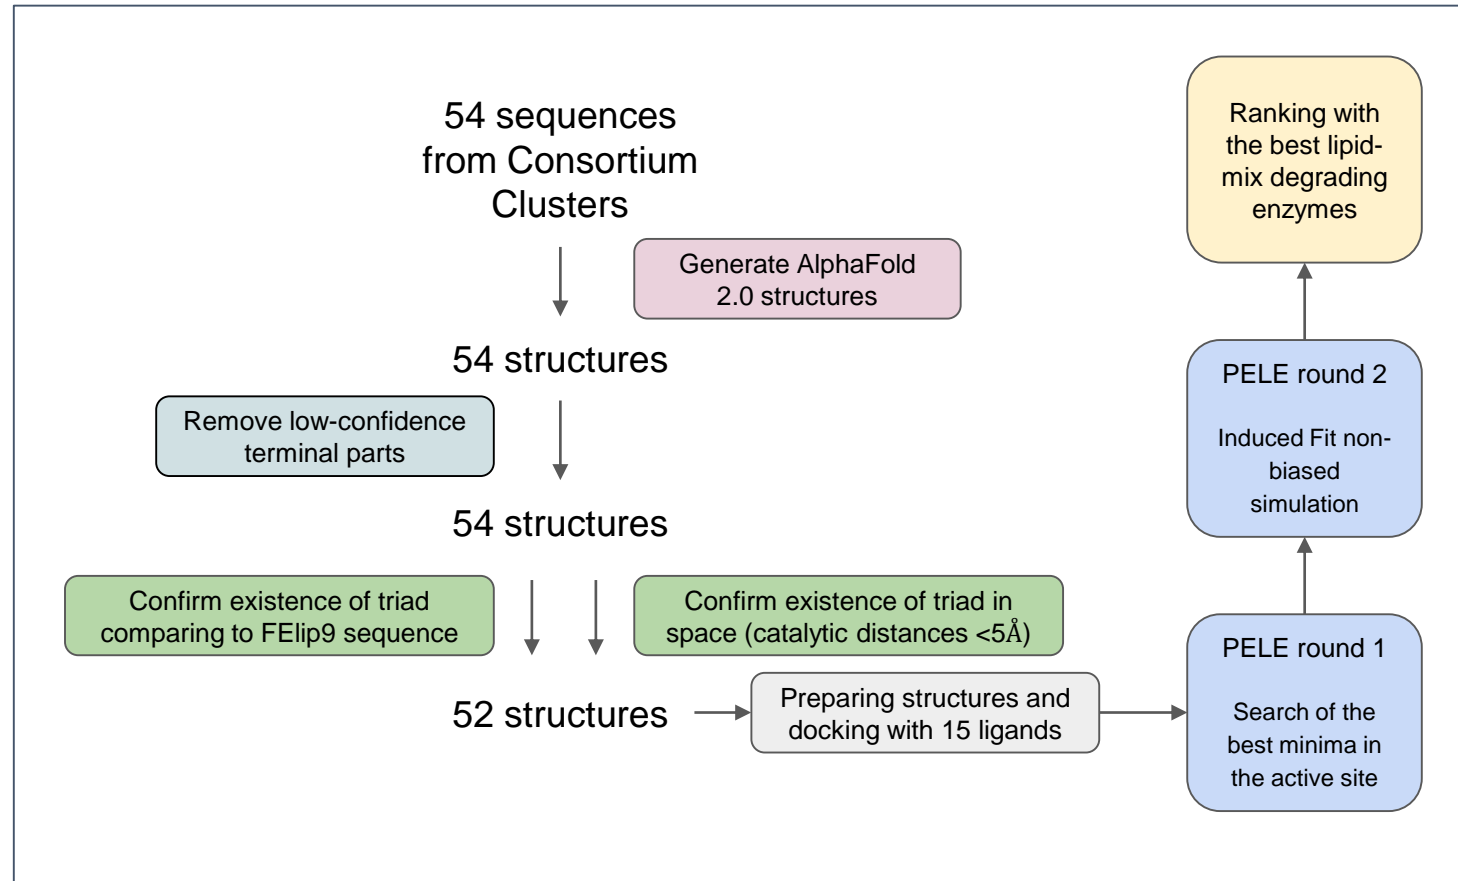 54 sequences
from Consortium
Clusters
Generate AlphaFold
2.0 structures
54 structures
Remove low-confidence
terminal parts
54 structures
Confirm existence of triad
comparing to FElip9 sequence
Confirm existence of triad in
space (catalytic distances <5Å)
52 structures
Preparing structures and
docking with 15 ligands
PELE round 1
Search of the
best minima in
the active site
PELE round 2
Induced Fit non-
biased
simulation
Ranking with
the best lipid-
mix degrading
enzymes